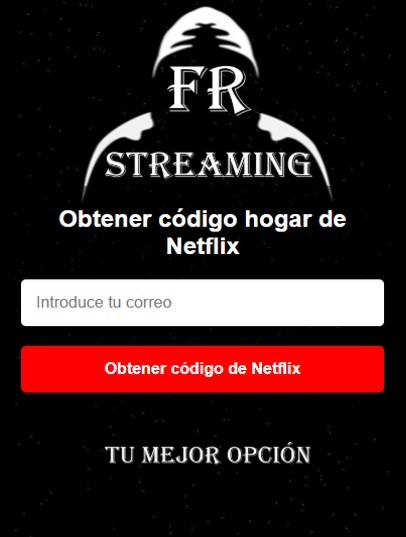 FR
STREAMING
Obtener código hogar de
Netflix
Introduce tu correo
Obtener código de Netflix
TU MEJOR OPCIÓN